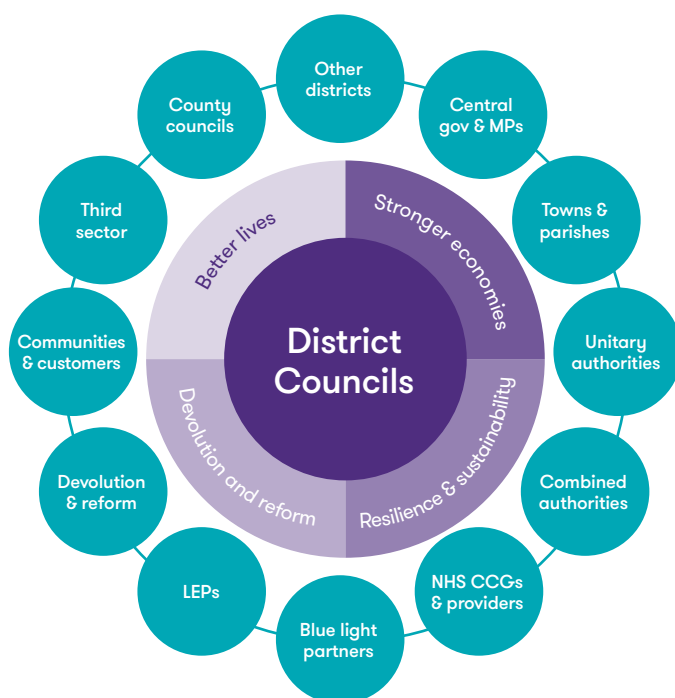 Other
districts
Central
gov & MPs
Towns &
parishes
Unitary
authorities
Combined
authorities
NHS CCGs
& providers
Blue light
partners
LEPs
Devolution
& reform
Communities
& customers
Third
sector
County
councils
Better lives
Stronger economies
Resilience & sustainability
Devolution and reform
District
Councils